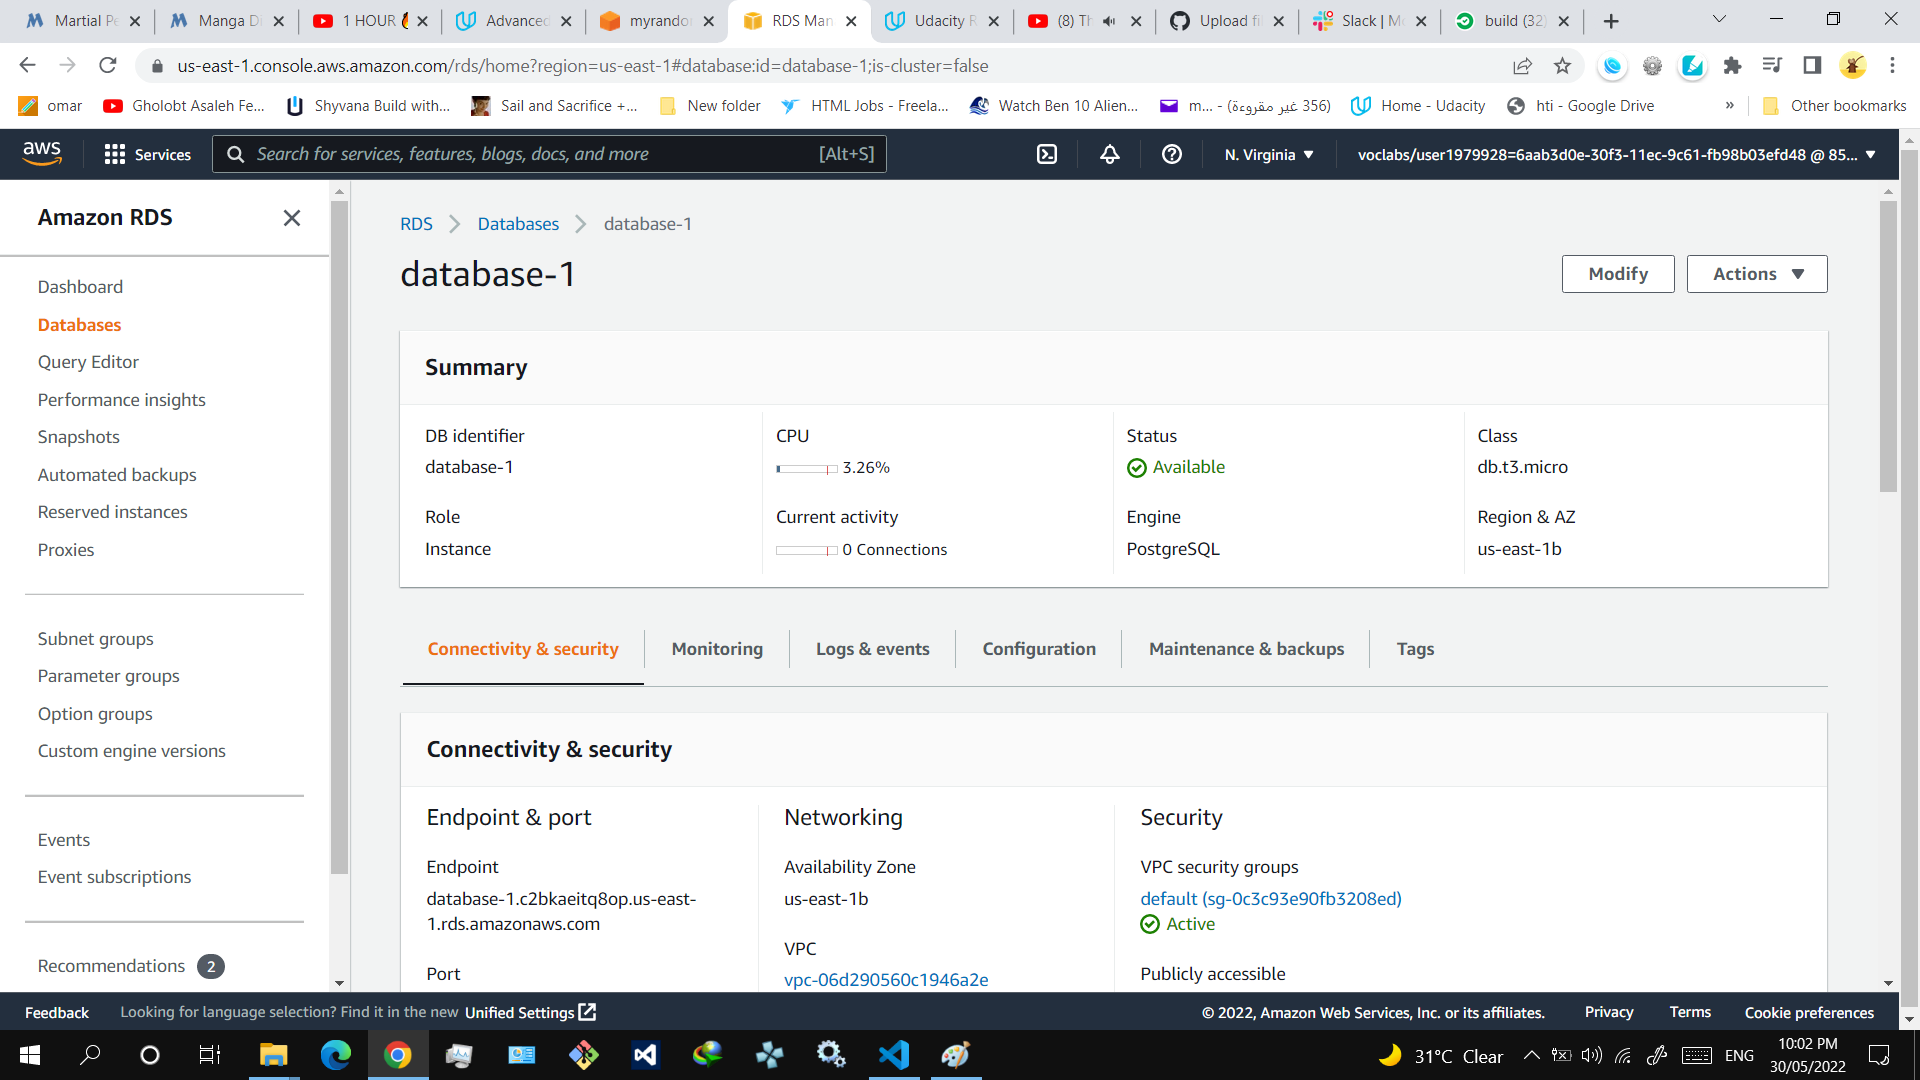 Martial Pe
Manga Di
1 HOUR
Advanced
myrandor
RDS Man
Udacity R
(8) Th
Upload fil
Slack | Mo
build (32)
us-east-1.console.aws.amazon.com/rds/home?region=us-east-1#database:id=database-1;is-cluster=false
omar
Gholobt Asaleh Fe...
Shyvana Build with...
Sail and Sacrifice +...
New folder
HTML Jobs - Freela...
Watch Ben 10 Alien...
m... - (356 غير مقروءة)
Home - Udacity
hti - Google Drive
»
Other bookmarks
aws
Services
Search for services, features, blogs, docs, and more
[Alt+S]
N. Virginia
voclabs/user1979928=6aab3d0e-30f3-11ec-9c61-fb98b03efd48 @ 85...
Amazon RDS
Dashboard
Databases
Query Editor
Performance insights
Snapshots
Automated backups
Reserved instances
Proxies
Subnet groups
Parameter groups
Option groups
Custom engine versions
Events
Event subscriptions
Recommendations 2
RDS > Databases > database-1
database-1
Modify
Actions
Summary
DB identifier
database-1
CPU
3.26%
Status
Available
Class
db.t3.micro
Role
Instance
Current activity
0 Connections
Engine
PostgreSQL
Region & AZ
us-east-1b
Connectivity & security
Monitoring
Logs & events
Configuration
Maintenance & backups
Tags
Connectivity & security
Endpoint & port
Endpoint
database-1.c2bkaeitq8op.us-east-
1.rds.amazonaws.com
Port
Networking
Availability Zone
us-east-1b
VPC
vpc-06d290560c1946a2e
Security
VPC security groups
default (sg-0c3c93e90fb3208ed)
Active
Publicly accessible
Feedback
Looking for language selection? Find it in the new Unified Settings
© 2022, Amazon Web Services, Inc. or its affiliates.
Privacy
Terms
Cookie preferences
31°C Clear
ENG
10:02 PM
30/05/2022